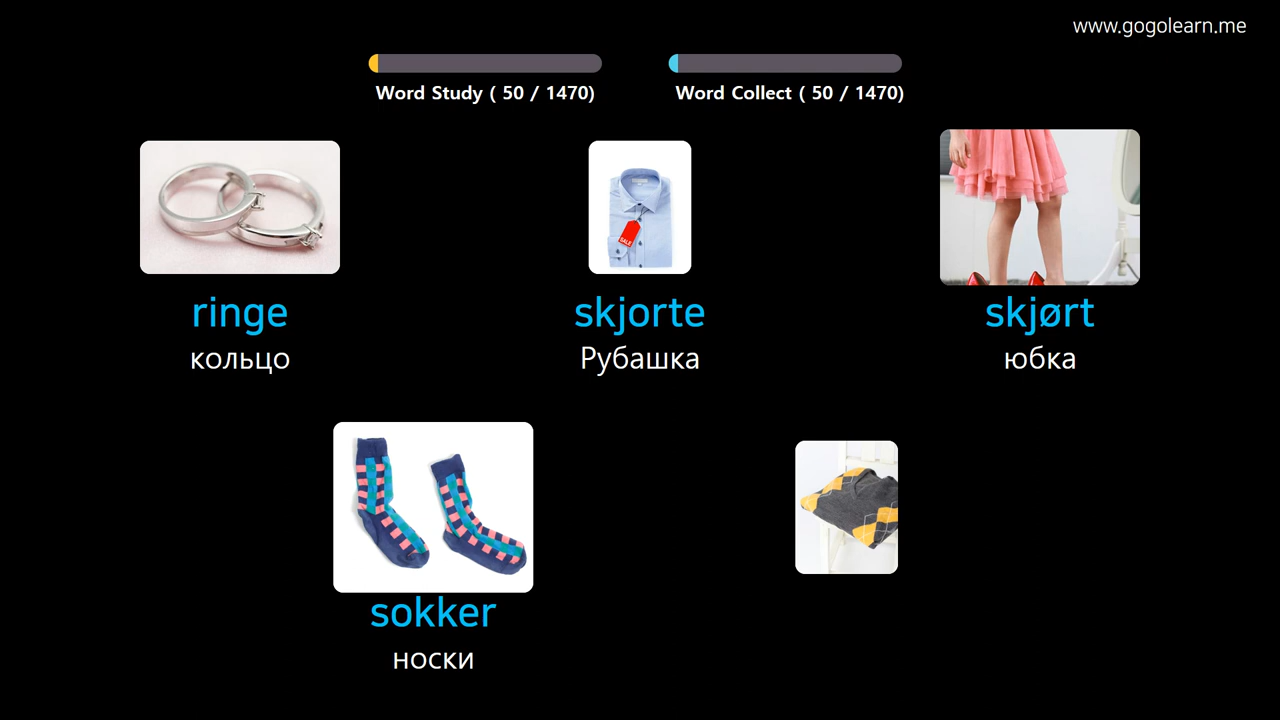 www.gogolearn.me
Word Study ( 50 / 1470)
Word Collect ( 50 / 1470)
SALE
ringe
кольцо
skjorte
Рубашка
skjørt
юбка
sokker
носки